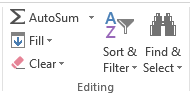 AutoSum
Fill
Clear
Sort & Filter
Find & Select
Editing